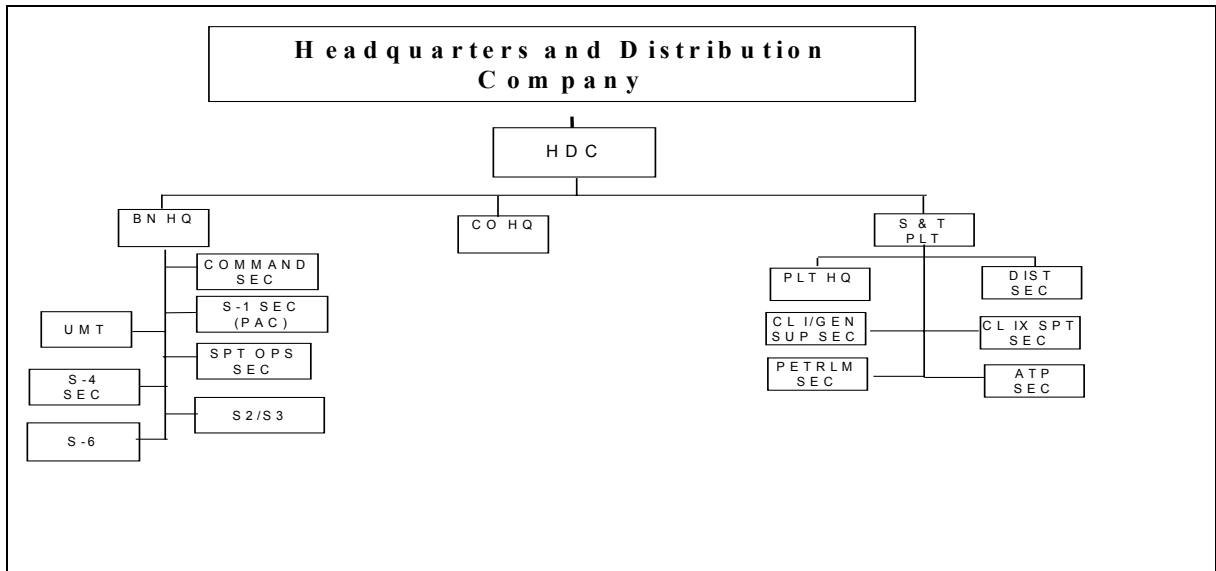 Headquarters and Distribution
Company
HDC
BN HQ
CO HQ
S & T
PLT
COMMAND
SEC
S-1 SEC
(PAC)
UMT
SPT OPS
SEC
S-4
SEC
S2/S3
S-6
PLT HQ
DIST
SEC
CL I/GEN
SUP SEC
CL IX SPT
SEC
PETRLM
SEC
ATP
SEC